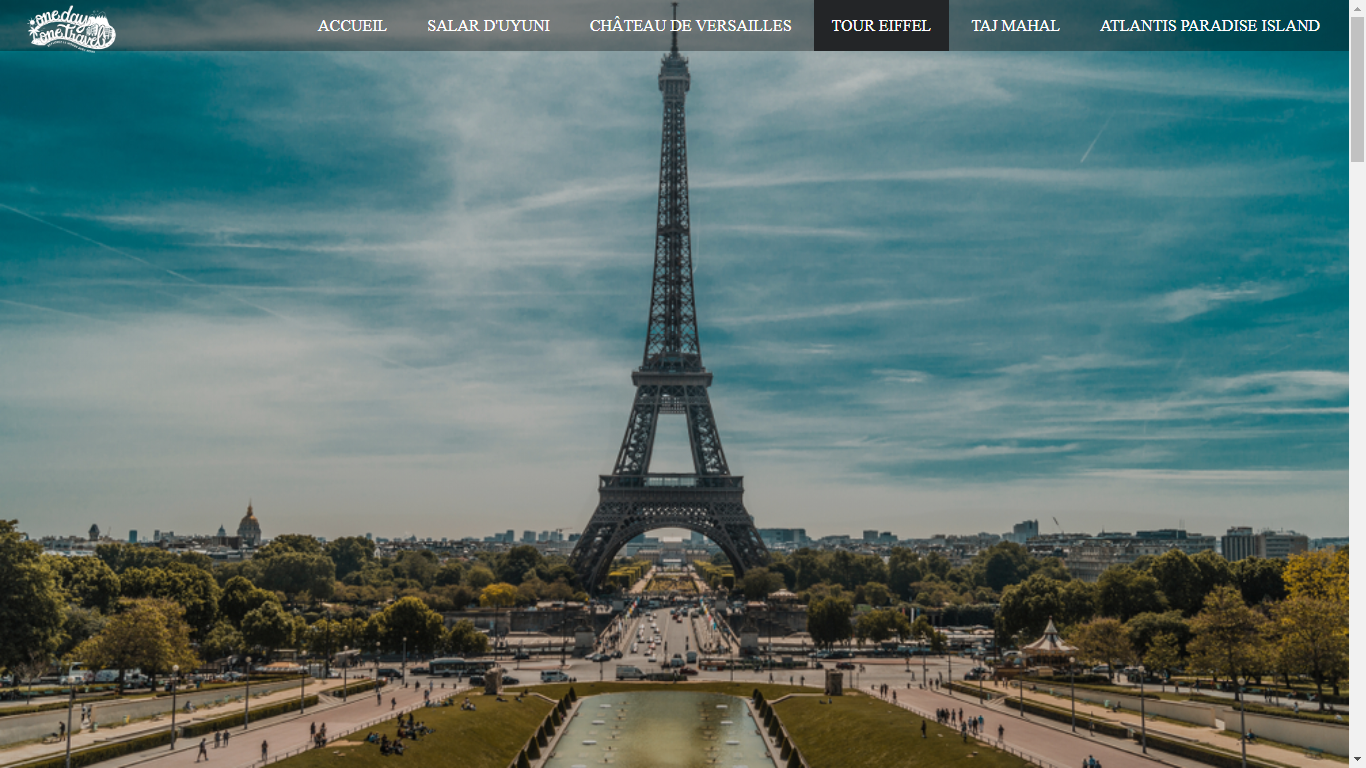 one day
one travel
ACCUEIL
SALAR D'UYUNI
CHÂTEAU DE VERSAILLES
TOUR EIFFEL
TAJ MAHAL
ATLANTIS PARADISE ISLAND